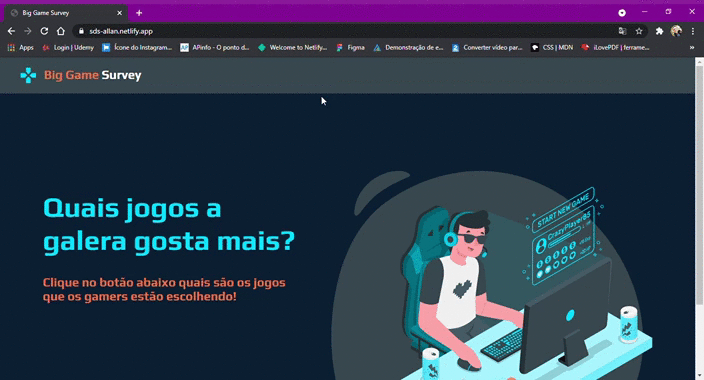 Big Game Survey
sds-allan.netlify.app
Apps
Login | Udemy
Ícone do Instagram...
APinfo - O ponto d...
Welcome to Netlify...
Figma
Demonstração de e...
Converter vídeo par...
CSS | MDN
iLovePDF | ferrame...
Big Game Survey
START NEW GAME
Quais jogos a
CrazyPlayer85
galera gosta mais?
Clique no botão abaixo quais são os jogos
que os gamers estão escolhendo!